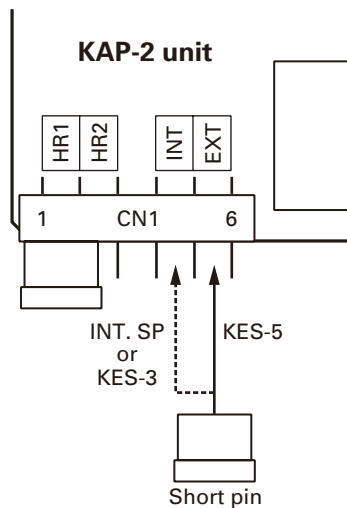 KAP-2 unit
HR1
HR2
INT
EXT
1 CN1 6
INT. SP
or
KES-3
KES-5
Short pin